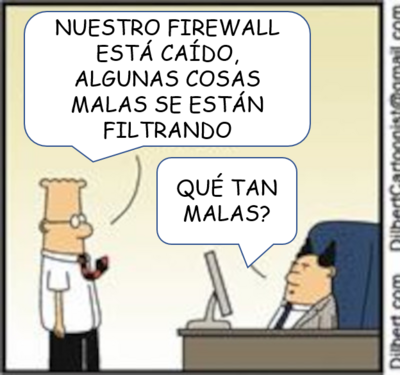 NUESTRO FIREWALL
ESTÁ CAÍDO,
ALGUNAS COSAS
MALAS SE ESTÁN
FILTRANDO
QUÉ TAN
MALAS?
Dilbert.com DilbertCartoonist@gmail.com